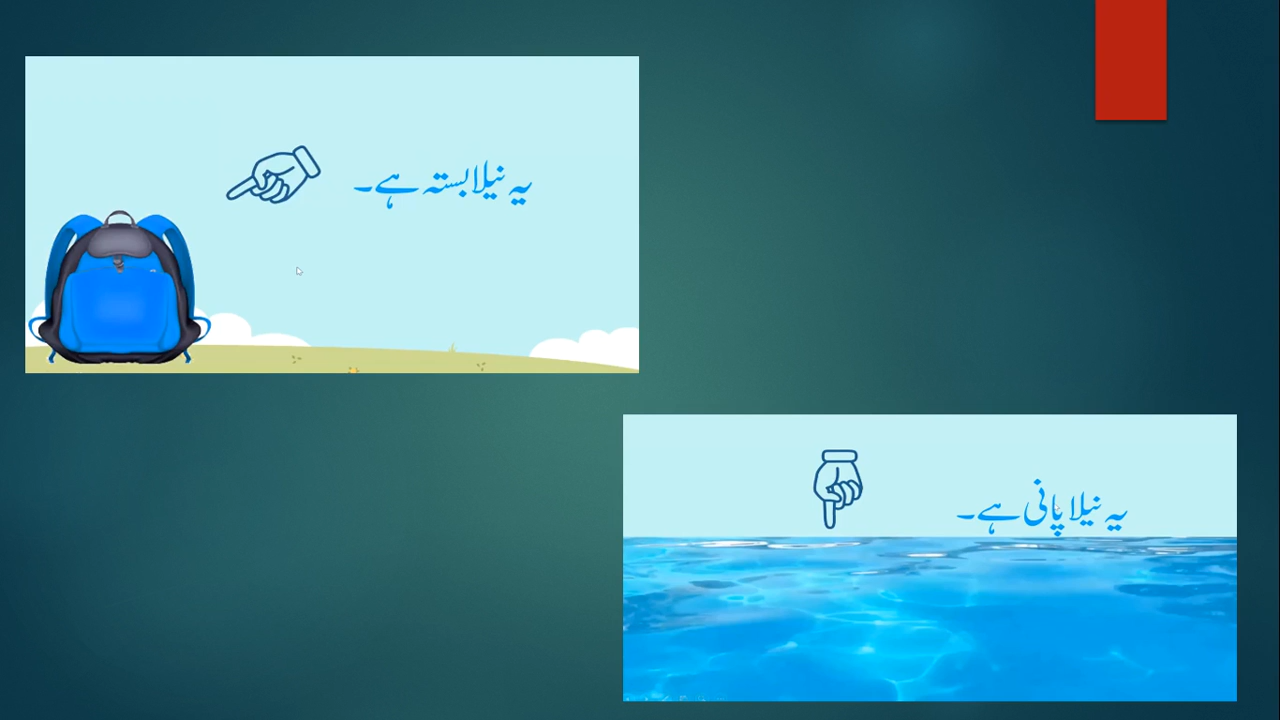 یہ نیلا بستہ ہے۔
یہ نیلا پانی ہے۔